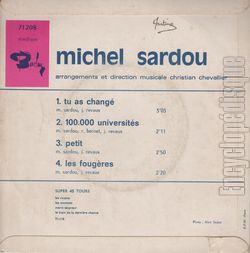 71208
michel sardou
arrangements et direction musicale christian chevallier
1. tu as changé
m. sardou, j. revaux 3'05
2. 100.000 universités
m. sardou, r. bernet, j. revaux 2'11
3. petit
m. sardou, j. revaux 2'50
4. les fougères
m. sardou, j. revaux 2'20
SUPER 45 TOURS